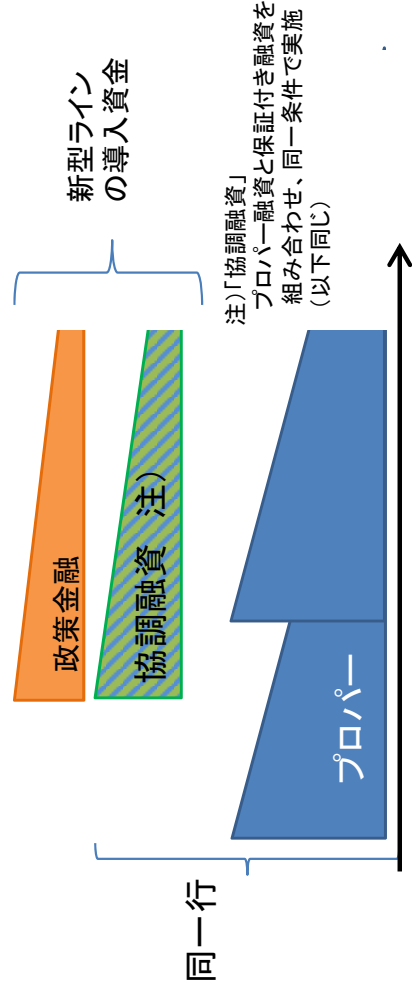 新型ライン
の導入資金
政策金融
協調融資　注）
プロパー
同一行
注）「協調融資」
プロパー融資と保証付き融資を
組み合わせ、同一条件で実施
（以下同じ）